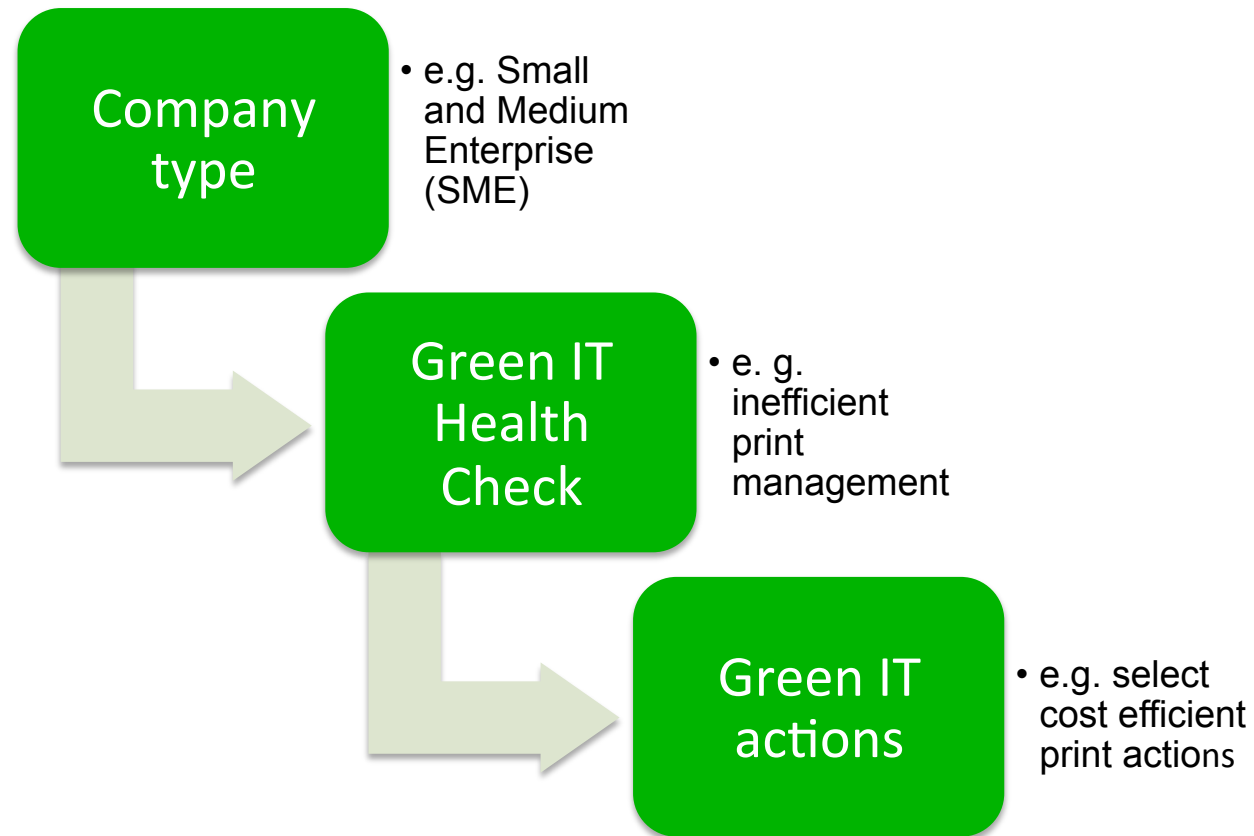 Company
type
• e.g. Small
and Medium
Enterprise
(SME)
Green IT
Health
Check
• e. g.
inefficient
print
management
Green IT
actions
• e.g. select
cost efficient
print actions